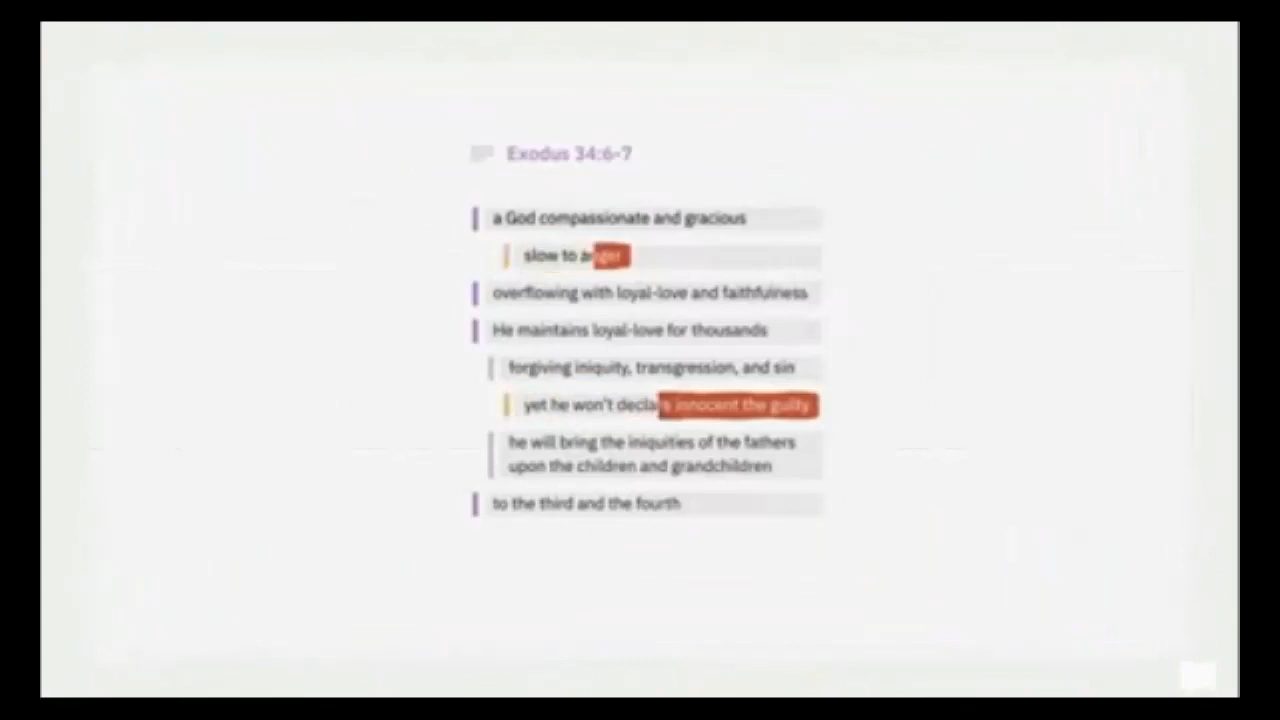 Exodus 34:6-7
a God compassionate and gracious
slow to anger
overflowing with loyal-love and faithfulness
He maintains loyal-love for thousands
forgiving iniquity, transgression, and sin
yet he won't declare innocent the guilty
he will bring the iniquities of the fathers
upon the children and grandchildren
to the third and the fourth